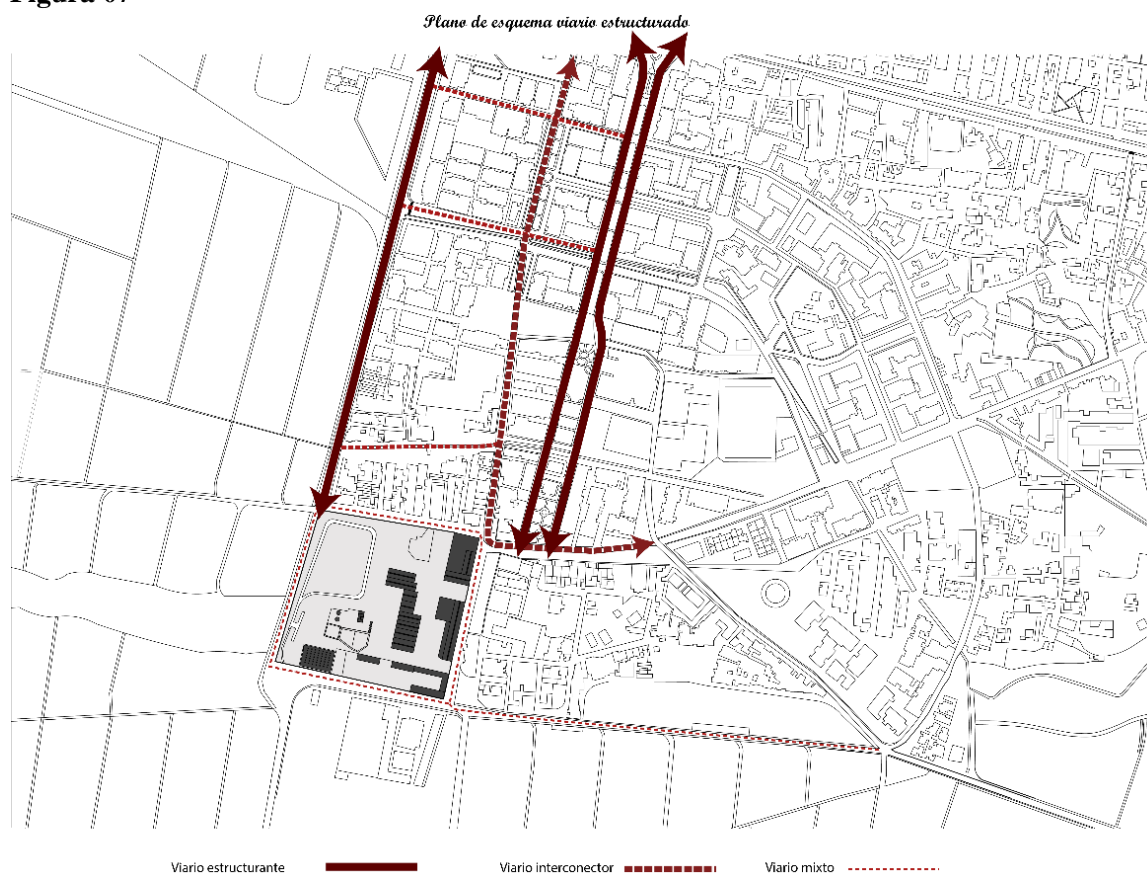 Plano de esquema viario estructurado
Viario estructurante
Viario interconector
Viario mixto